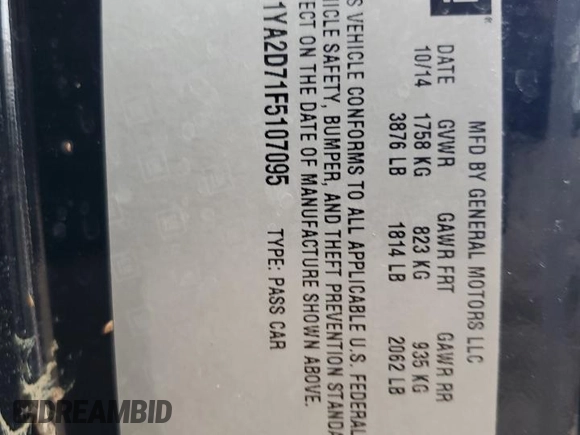 MFD BY GENERAL MOTORS LLC
DATE GVWR GAWR FRT GAWR RR
10/14 1758 KG 823 KG 935 KG
3876 LB 1814 LB 2062 LB
S VEHICLE CONFORMS TO ALL APPLICABLE U.S. FEDERAL
HICLE SAFETY, BUMPER, AND THEFT PREVENTION STANDA
ECT ON THE DATE OF MANUFACTURE SHOWN ABOVE.
1YA2D71F5107095 TYPE: PASS CAR
DREAMBID